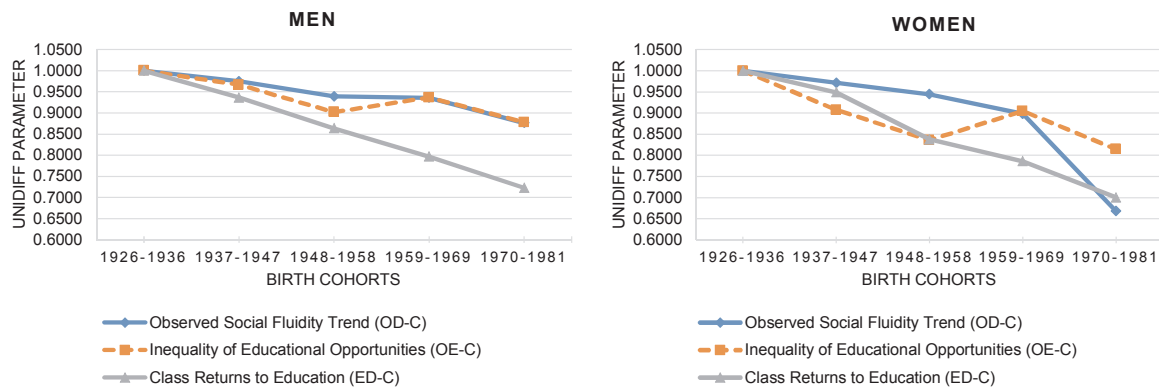 MEN
UNIDIFF PARAMETER
1.0500
1.0000
0.9500
0.9000
0.8500
0.8000
0.7500
0.7000
0.6500
0.6000
1926-1936 1937-1947 1948-1958 1959-1969 1970-1981
BIRTH COHORTS
Observed Social Fluidity Trend (OD-C)
Inequality of Educational Opportunities (OE-C)
Class Returns to Education (ED-C)
WOMEN
UNIDIFF PARAMETER
1.0500
1.0000
0.9500
0.9000
0.8500
0.8000
0.7500
0.7000
0.6500
0.6000
1926-1936 1937-1947 1948-1958 1959-1969 1970-1981
BIRTH COHORTS
Observed Social Fluidity Trend (OD-C)
Inequality of Educational Opportunities (OE-C)
Class Returns to Education (ED-C)